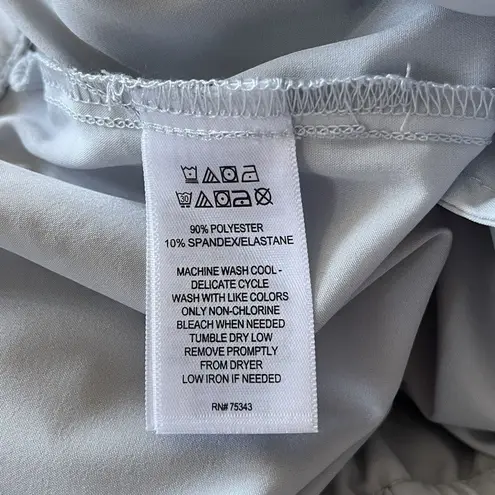 30
90% POLYESTER
10% SPANDEX/ELASTANE
MACHINE WASH COOL -
DELICATE CYCLE
WASH WITH LIKE COLORS
ONLY NON-CHLORINE
BLEACH WHEN NEEDED
TUMBLE DRY LOW
REMOVE PROMPTLY
FROM DRYER
LOW IRON IF NEEDED
RN# 75343